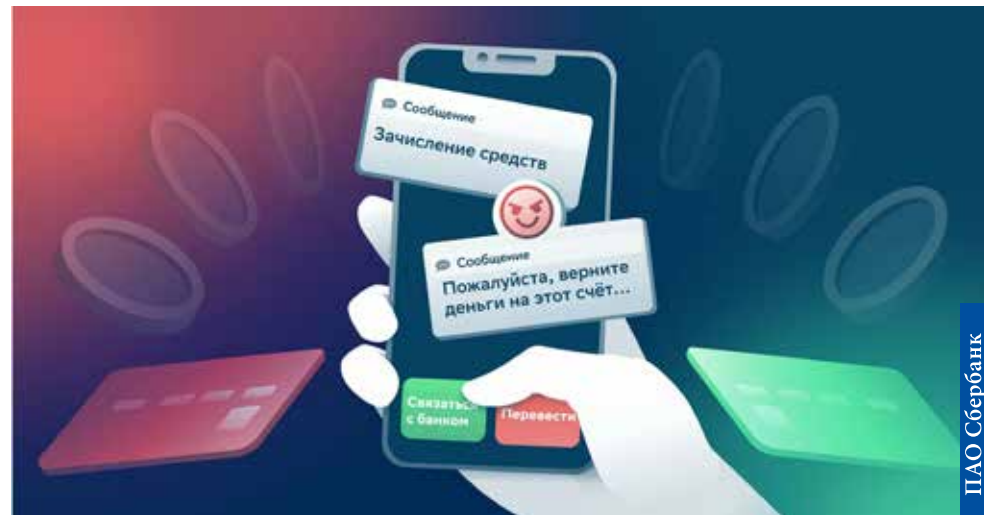 Сообщение
Зачисление средств
Сообщение
Пожалуйста, верните
деньги на этот счёт...
Связаться
с банком
Перевести
ПАО Сбербанк